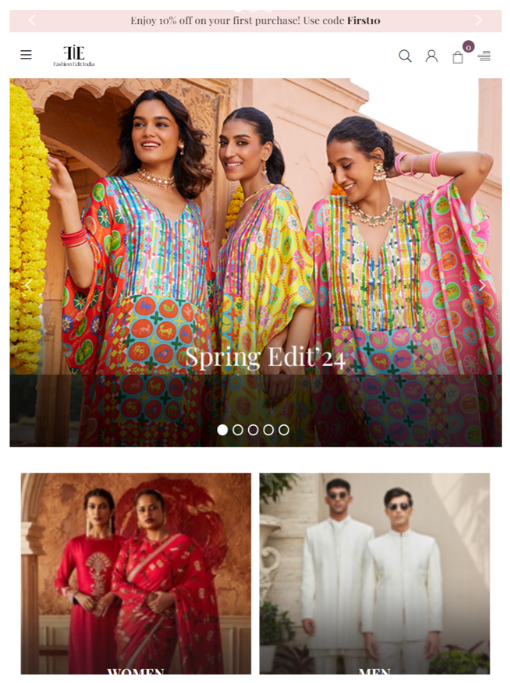 Enjoy 10% off on your first purchase! Use code First10
FIE
Fashion Edit India
0
Spring Edit'24
WOMEN
MEN